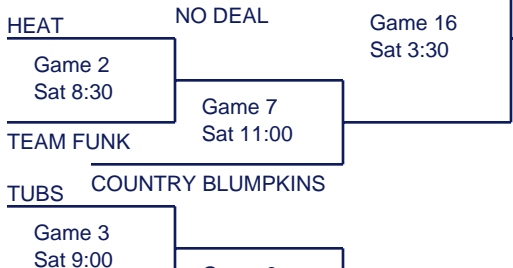 HEAT
NO DEAL
Game 16
Sat 3:30
Game 2
Sat 8:30
Game 7
Sat 11:00
TEAM FUNK
COUNTRY BLUMPKINS
TUBS
Game 3
Sat 9:00